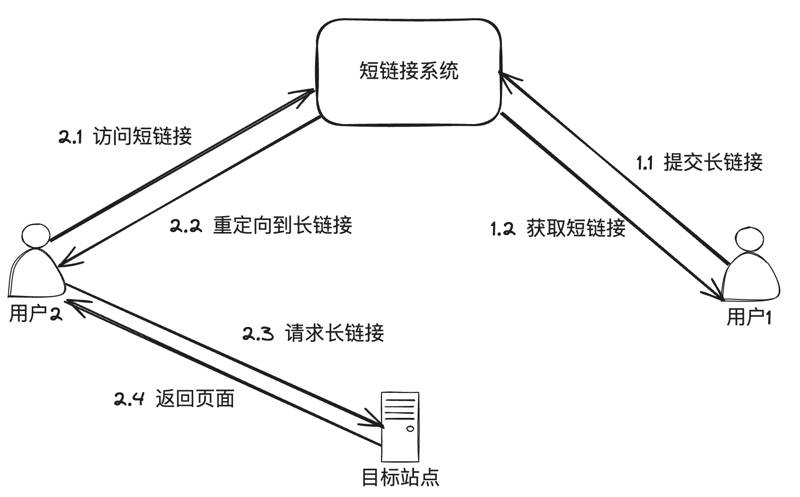 短链接系统
2.1 访问短链接
1.1 提交长链接
2.2 重定向到长链接
1.2 获取短链接
用户2
用户1
2.3 请求长链接
2.4 返回页面
目标站点